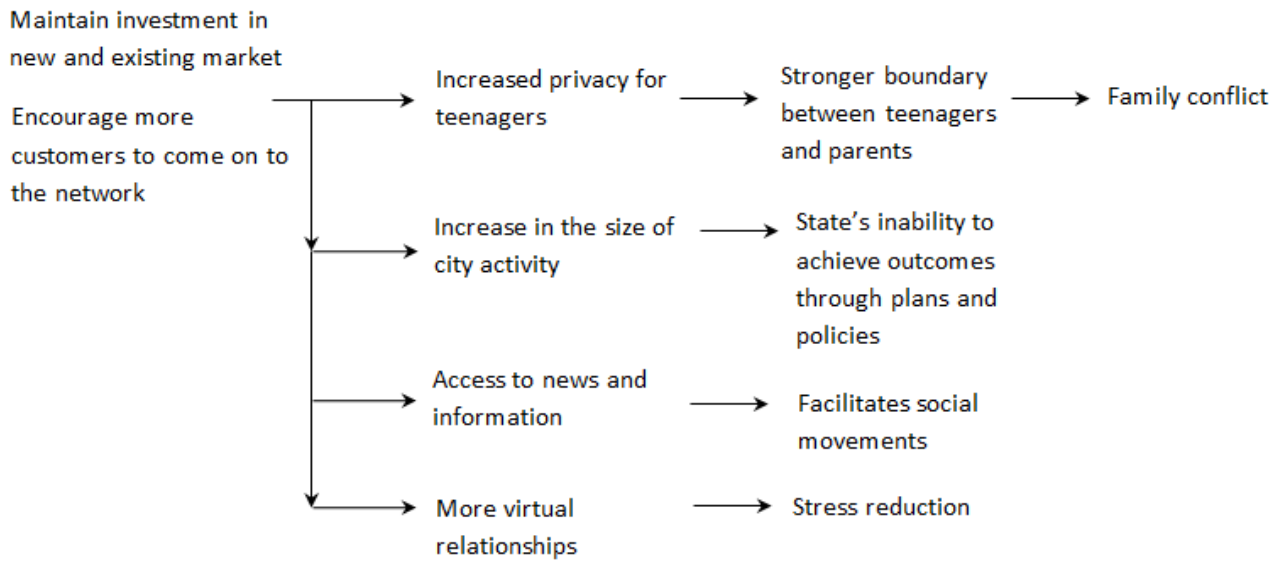 Maintain investment in
new and existing market
Encourage more
customers to come on to
the network
Increased privacy for
teenagers
Stronger boundary
between teenagers
and parents
Family conflict
Increase in the size of
city activity
State's inability to
achieve outcomes
through plans and
policies
Access to news and
information
Facilitates social
movements
More virtual
relationships
Stress reduction